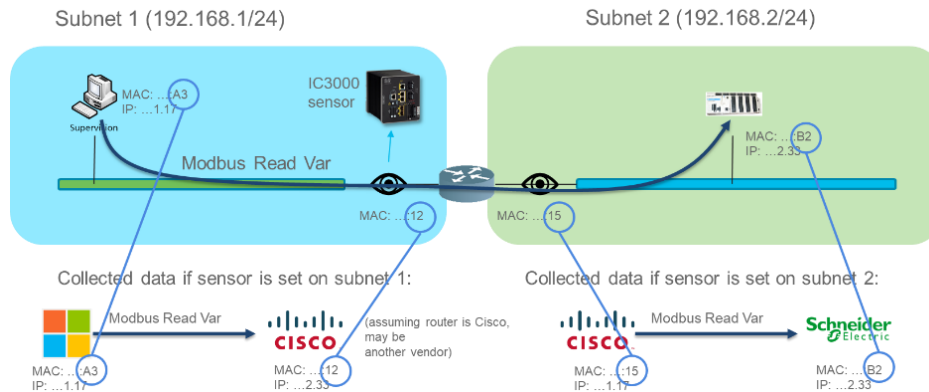 Subnet 1 (192.168.1/24)
Subnet 2 (192.168.2/24)
IC3000
sensor
MAC: …:A3
IP: …1.17
Supervision
MAC: …:B2
IP: …2.33
Modbus Read Var
MAC: …:12
MAC: …:15
Collected data if sensor is set on subnet 1:
Collected data if sensor is set on subnet 2:
Modbus Read Var
CISCO
(assuming router is Cisco,
may be
another vendor)
CISCO
Modbus Read Var
Schneider
Electric
MAC: …:A3
IP: …1.17
MAC: …:12
IP: …2.33
MAC: …:15
IP: …1.17
MAC: …:B2
IP: …2.33